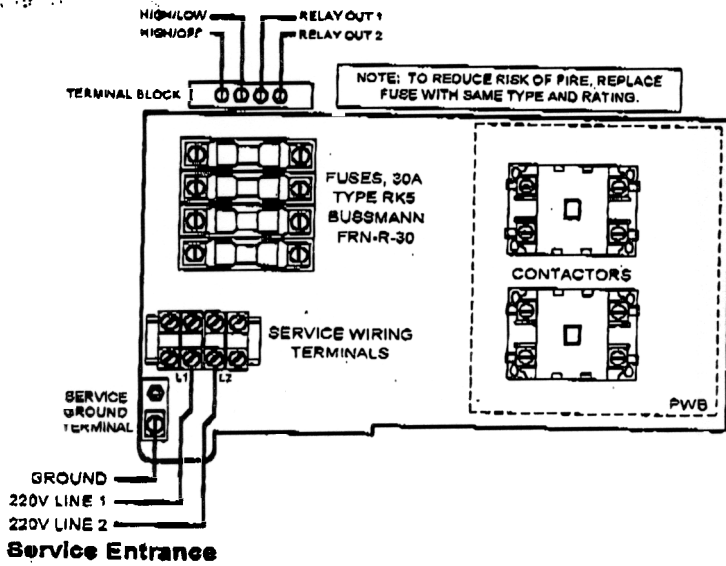 HIGH/LOW
RELAY OUT 1
HIGH/OFF
RELAY OUT 2
TERMINAL BLOCK
NOTE: TO REDUCE RISK OF FIRE, REPLACE
FUSE WITH SAME TYPE AND RATING.
FUSES, 30A
TYPE RK5
BUSSMANN
FRN-R-30
CONTACTORS
SERVICE WIRING
TERMINALS
L1
L2
SERVICE
GROUND
TERMINAL
PWB
GROUND
220V LINE 1
220V LINE 2
Service Entrance